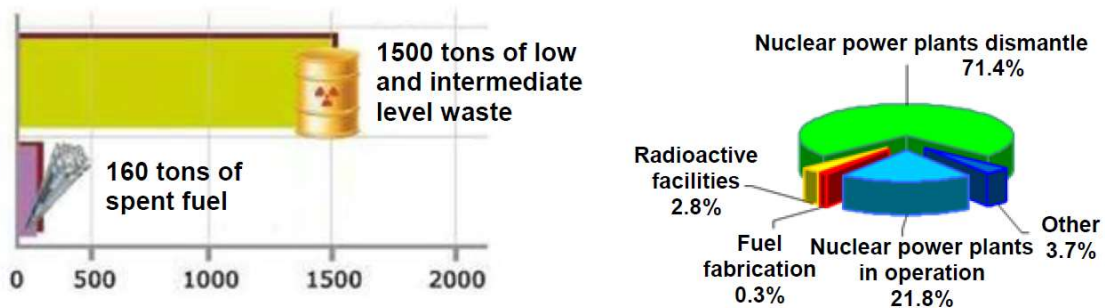 1500 tons of low
and intermediate
level waste
160 tons of
spent fuel
0 500 1000 1500 2000
Nuclear power plants dismantle
71.4%
Radioactive
facilities
2.8%
Fuel
fabrication
0.3%
Nuclear power plants
in operation
21.8%
Other
3.7%